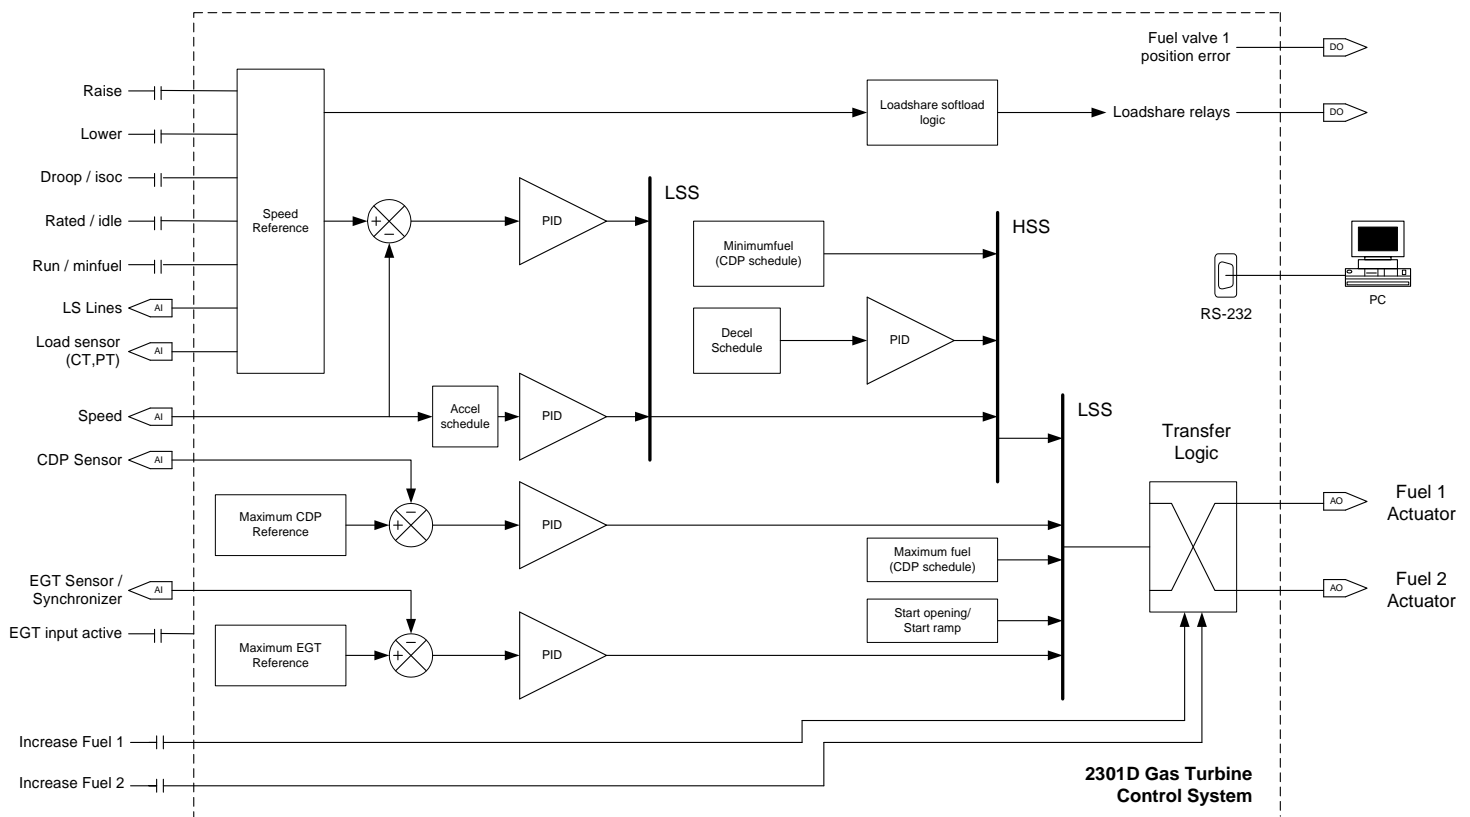 Fuel valve 1
position error
DO
Raise
Loadshare softload
logic
Loadshare relays
DO
Lower
Droop / isoc
LSS
Rated / idle
Speed
Reference
+
−
PID
HSS
Minimumfuel
(CDP schedule)
Run / minfuel
RS-232
PC
LS Lines
AI
Load sensor
(CT,PT)
AI
Decel
Schedule
PID
Speed
AI
Accel
schedule
PID
LSS
Transfer
Logic
CDP Sensor
AI
Maximum CDP
Reference
+
−
PID
Fuel 1
Actuator
AO
Maximum fuel
(CDP schedule)
EGT Sensor /
Synchronizer
AI
Fuel 2
Actuator
AO
Start opening/
Start ramp
EGT input active
Maximum EGT
Reference
+
−
PID
Increase Fuel 1
Increase Fuel 2
2301D Gas Turbine
Control System